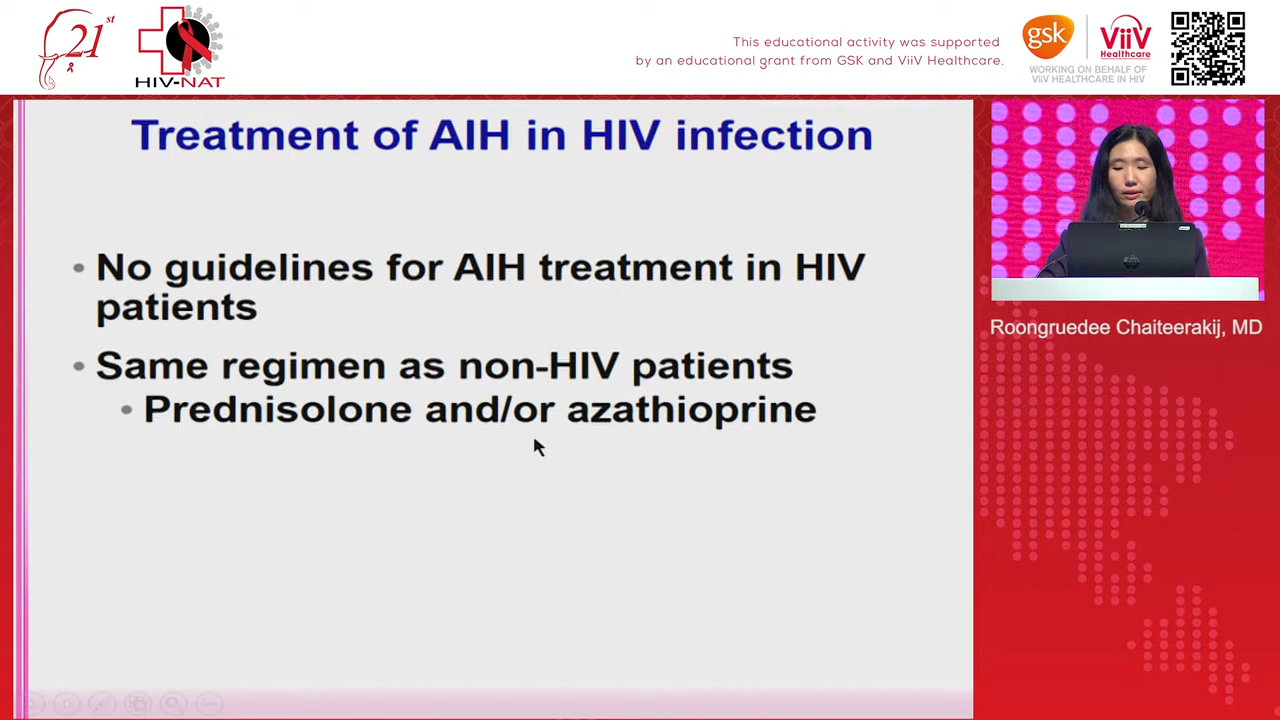 21st
HIV-NAT
This educational activity was supported
by an educational grant from GSK and ViiV Healthcare.
gsk
ViiV
Healthcare
WORKING ON BEHALF OF
ViiV HEALTHCARE IN HIV
Treatment of AIH in HIV infection
• No guidelines for AIH treatment in HIV
patients
• Same regimen as non-HIV patients
• Prednisolone and/or azathioprine
Roongruedee Chaiteerakij, MD